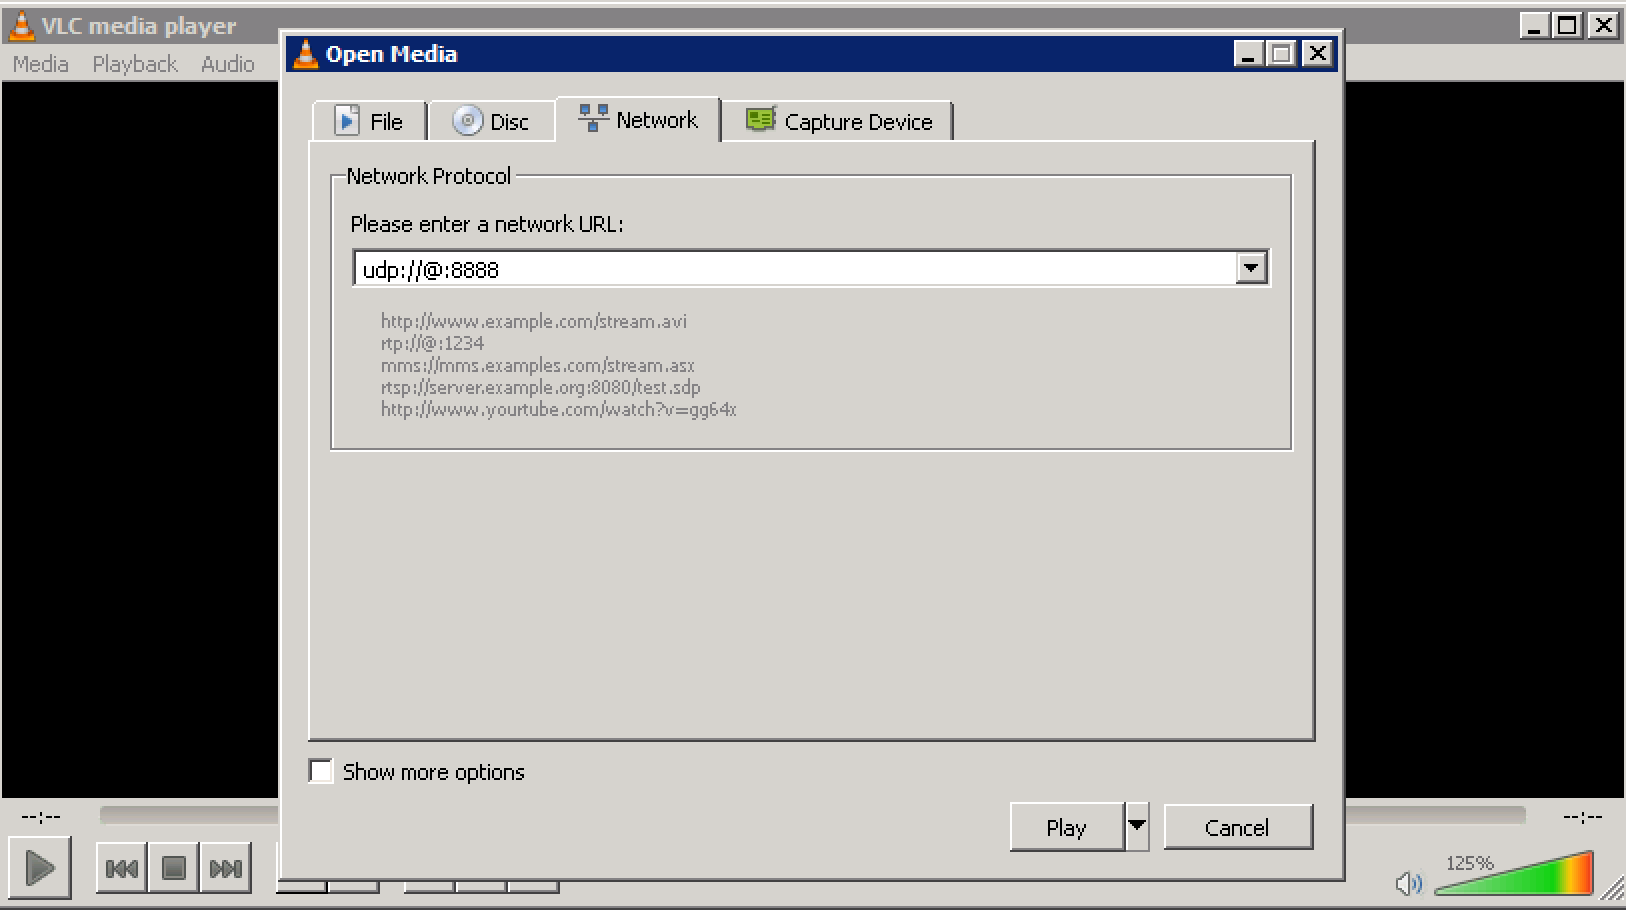 VLC media player
Media Playback Audio
Open Media
File Disc Network Capture Device
Network Protocol
Please enter a network URL:
udp://@:8888
http://www.example.com/stream.avi
rtp://@:1234
mms://mms.examples.com/stream.asx
rtsp://server.example.org:8080/test.sdp
http://www.yourtube.com/watch?v=gg64x
Show more options
Play Cancel
--:-- --:--
125%